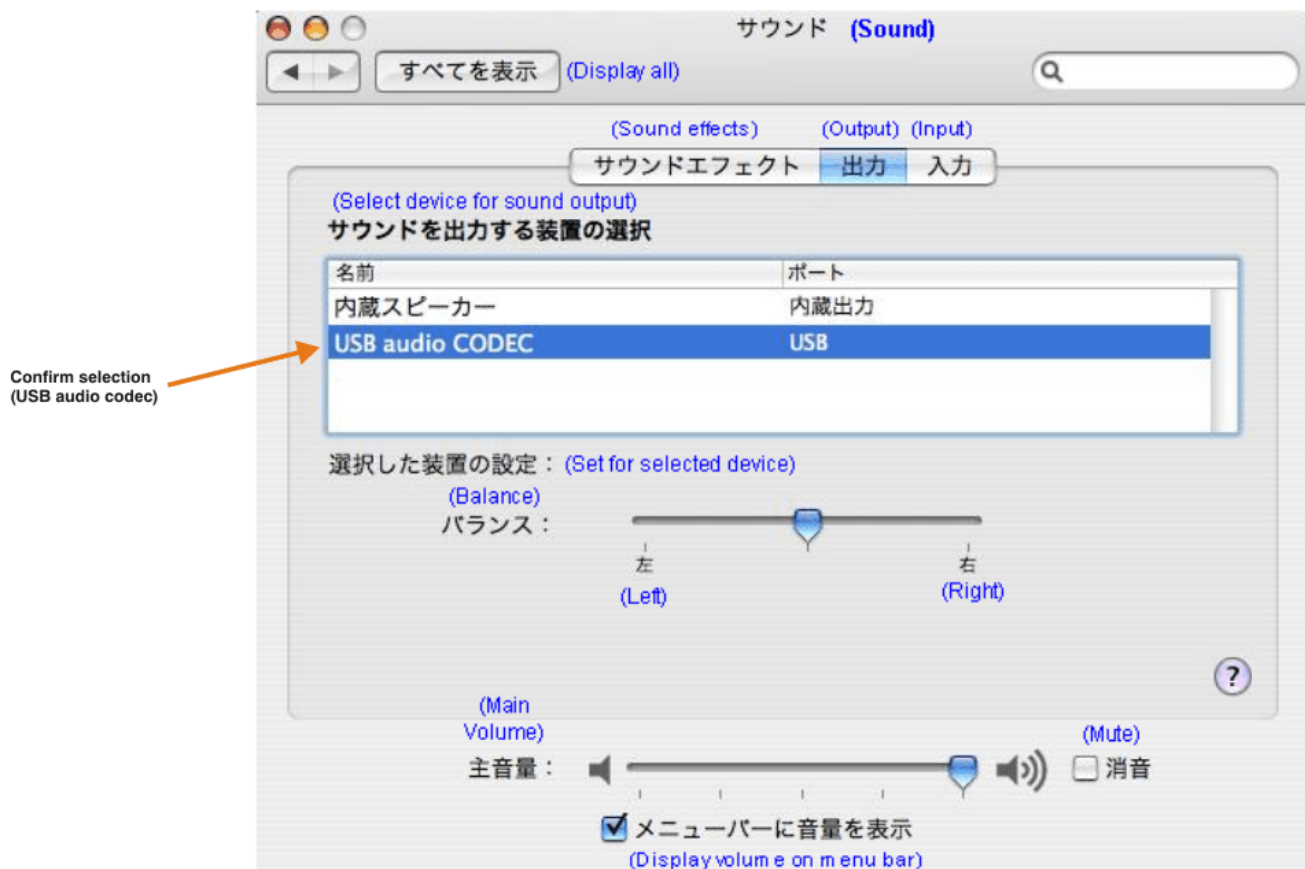 サウンド (Sound)
すべてを表示 (Display all)
(Sound effects) (Output) (Input)
サウンドエフェクト 出力 入力
(Select device for sound output)
サウンドを出力する装置の選択
名前 ポート
内蔵スピーカー 内蔵出力
USB audio CODEC USB
Confirm selection
(USB audio codec)
選択した装置の設定: (Set for selected device)
(Balance)
バランス:
左 右
(Left) (Right)
?
(Main
Volume)
(Mute)
主音量: 消音
メニューバーに音量を表示
(Display volume on menu bar)